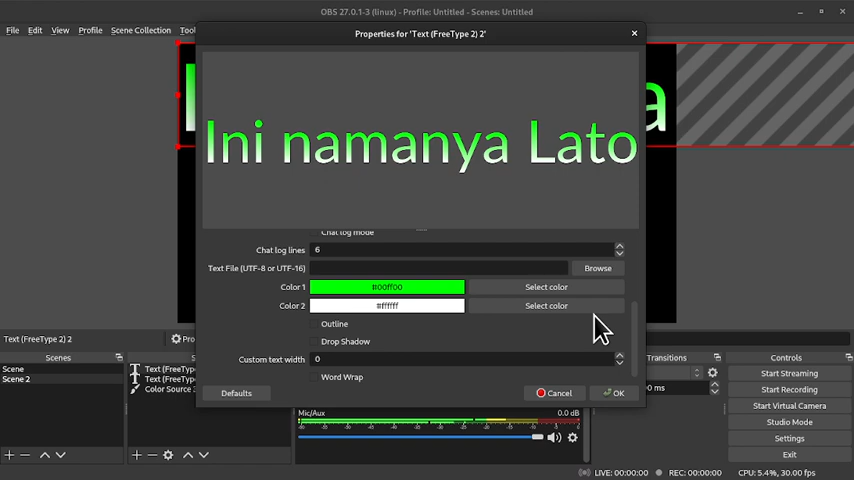 OBS 27.0.1-3 (linux) - Profile: Untitled - Scenes: Untitled
File Edit View Profile Scene Collection
Properties for 'Text (FreeType 2) 2'
Ini namanya Lato
Chat log mode
Chat log lines 6
Text File (UTF-8 or UTF-16) Browse
Color 1 #00ff00 Select color
Color 2 #ffffff Select color
Outline
Drop Shadow
Custom text width 0
Word Wrap
Defaults Cancel OK
Text (FreeType 2) 2
Scenes
Scene
Scene 2
Text (FreeTyp
Text (FreeTyp
Color Source
Mic/Aux 0.0 dB
Transitions
Controls
Start Streaming
Start Recording
Start Virtual Camera
Studio Mode
Settings
Exit
LIVE: 00:00:00 REC: 00:00:00 CPU: 5.4%, 30.00 fps